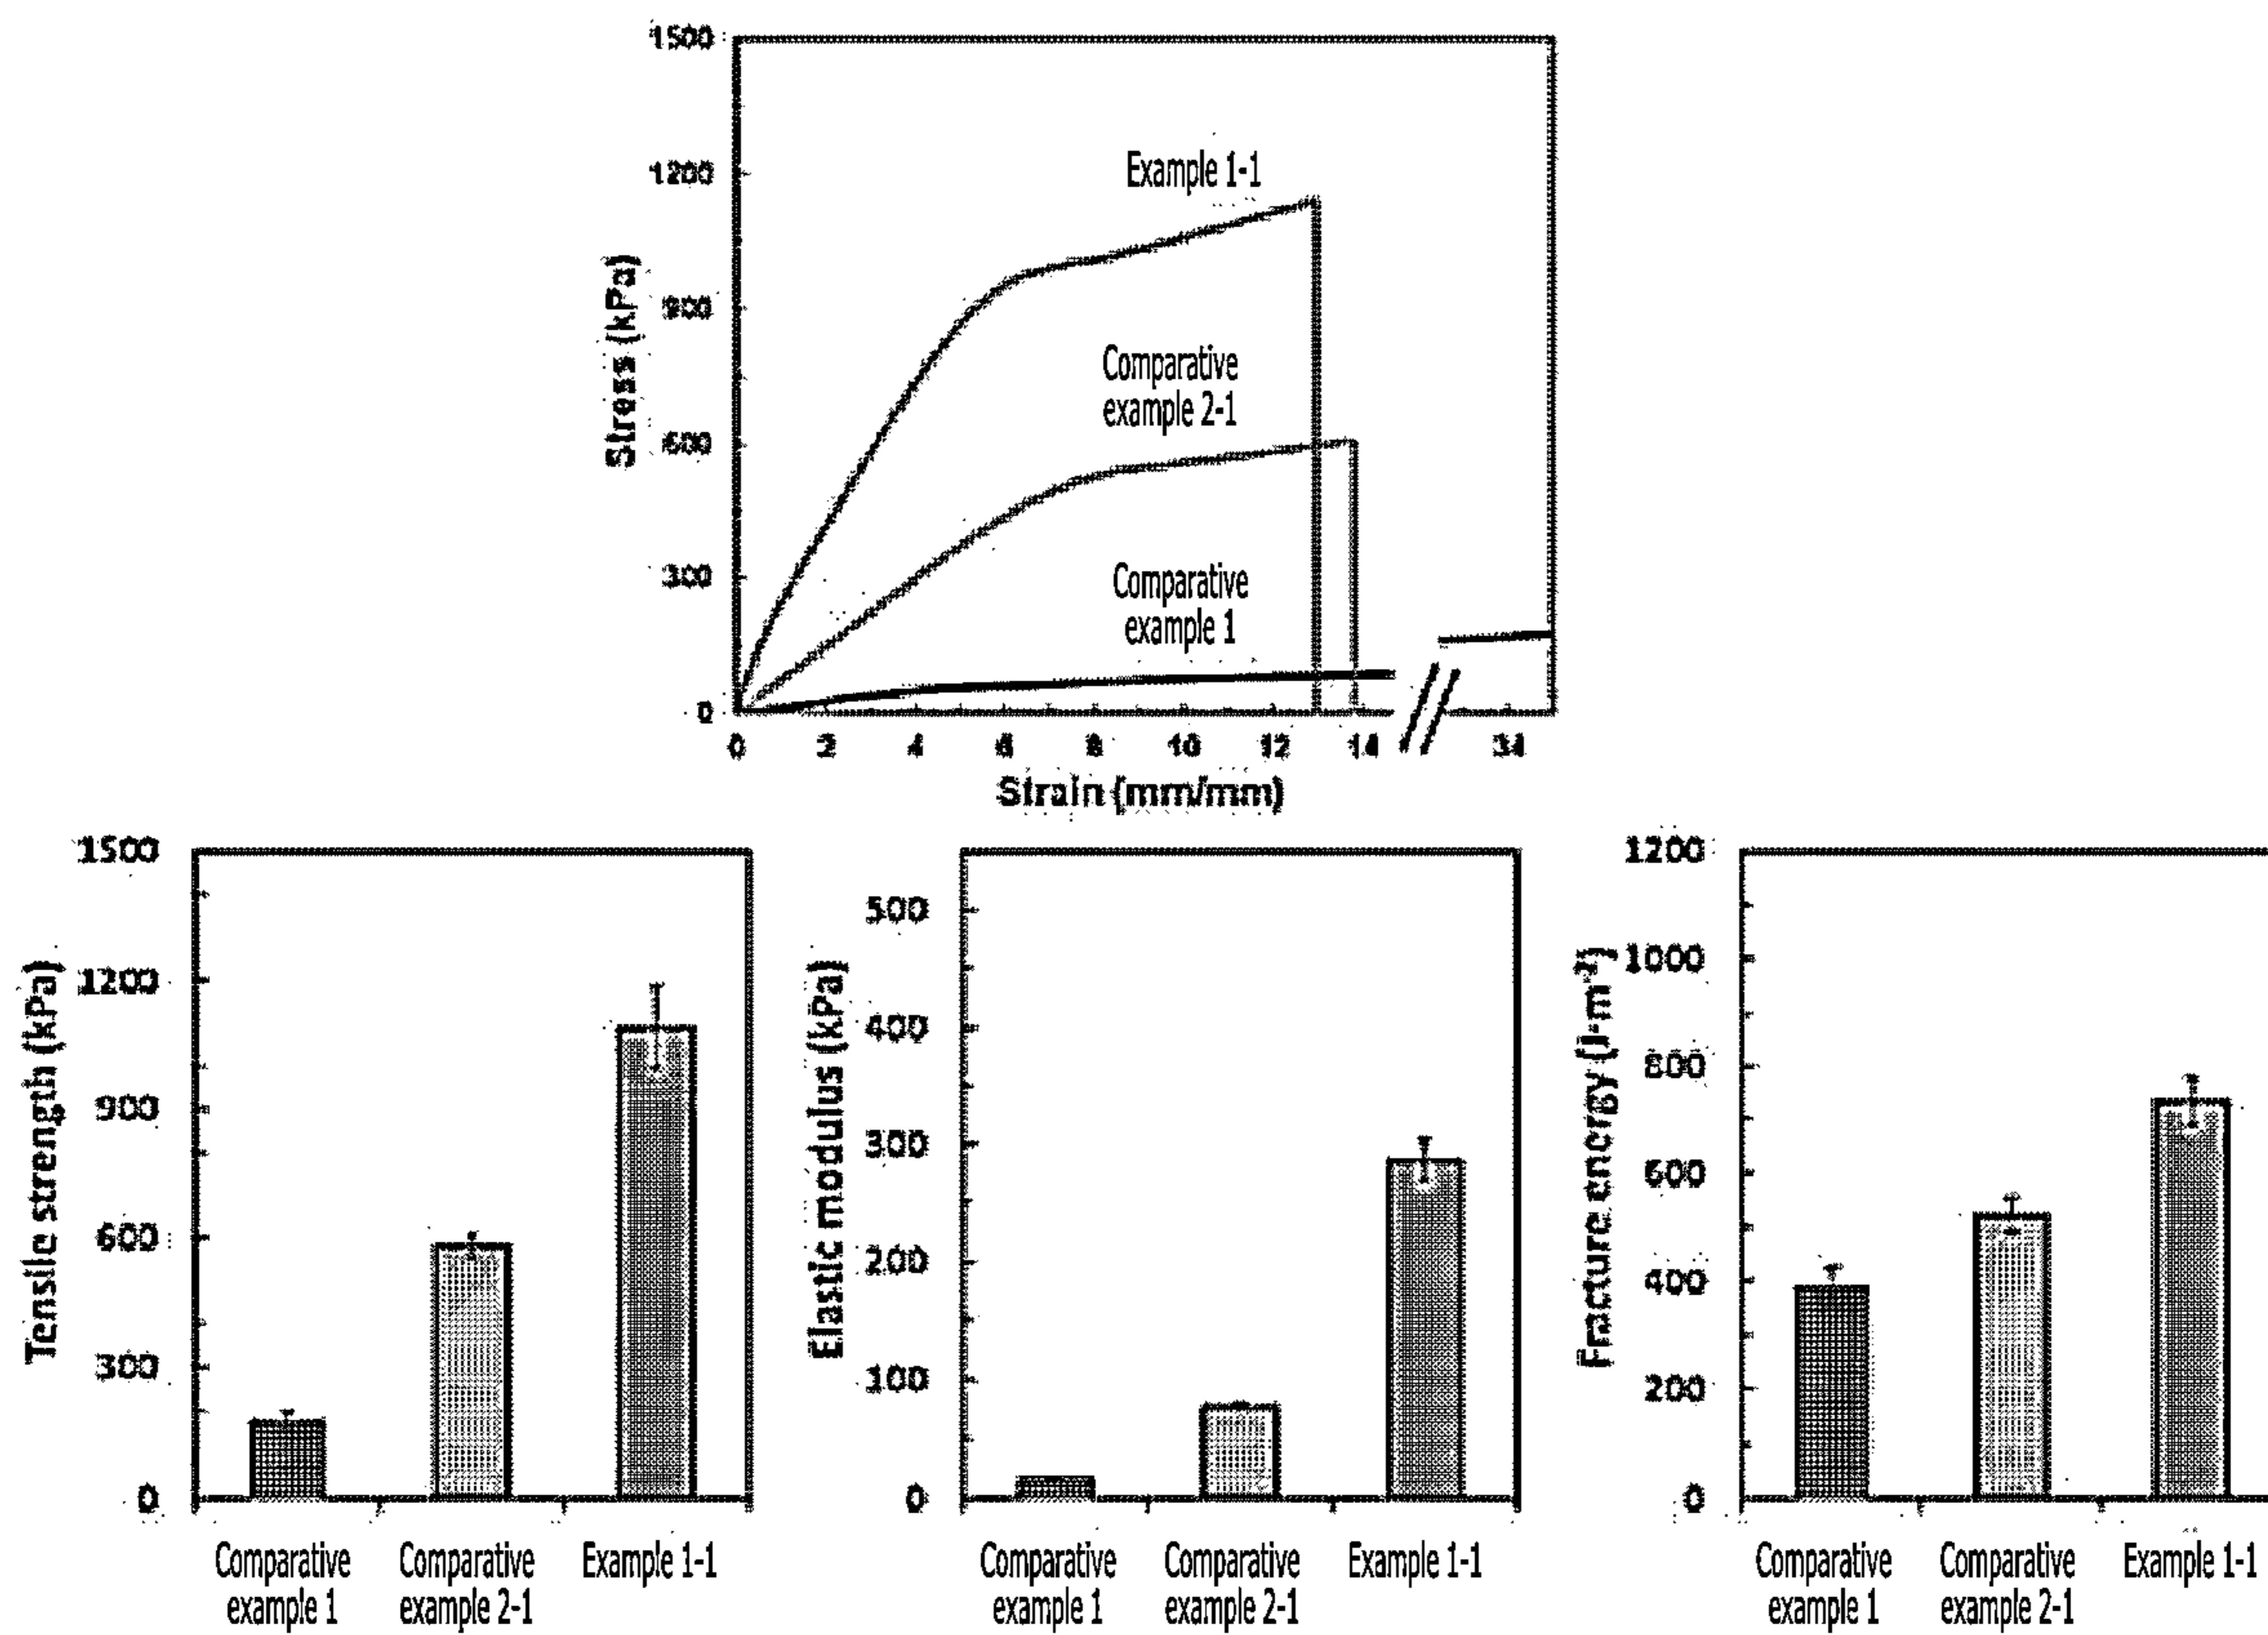 1500
1200
900
600
300
0
Stress (kPa)
Example 1-1
Comparative
example 2-1
Comparative
example 1
0 2 4 6 8 10 12 14 34
Strain (mm/mm)
1500
1200
900
600
300
0
Tensile strength (kPa)
Comparative
example 1
Comparative
example 2-1
Example 1-1
500
400
300
200
100
0
Elastic modulus (kPa)
Comparative
example 1
Comparative
example 2-1
Example 1-1
1200
1000
800
600
400
200
0
Fracture energy (J·m⁻²)
Comparative
example 1
Comparative
example 2-1
Example 1-1